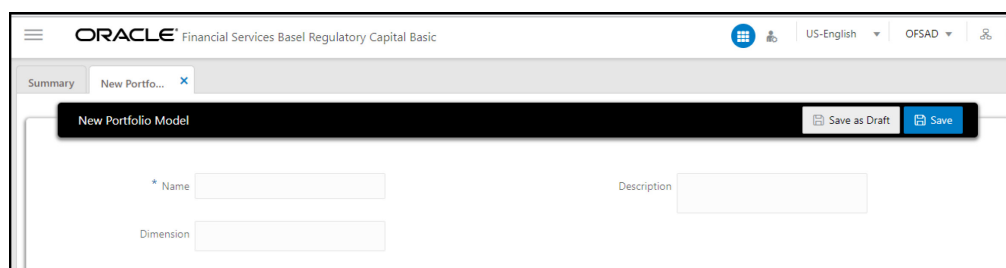 ORACLE® Financial Services Basel Regulatory Capital Basic US-English OFSAD
Summary New Portfo... ×
New Portfolio Model Save as Draft Save
* Name Description
Dimension